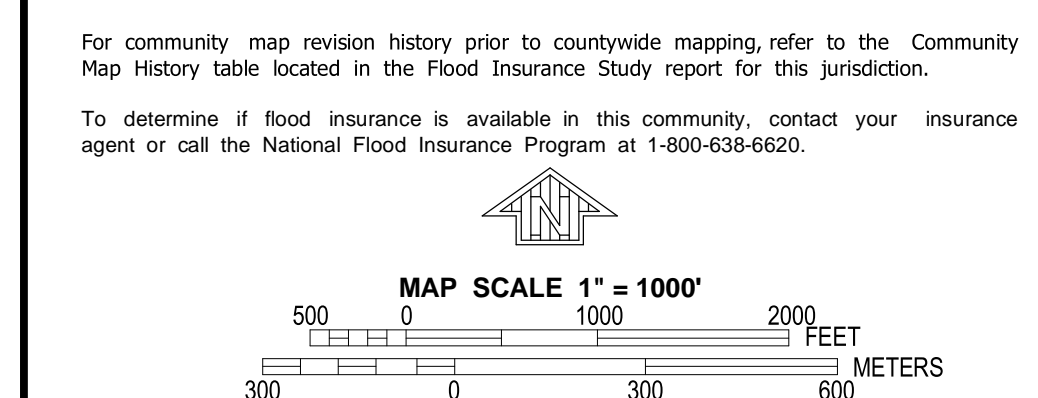 For community map revision history prior to countywide mapping, refer to the Community
Map History table located in the Flood Insurance Study report for this jurisdiction.
To determine if flood insurance is available in this community, contact your insurance
agent or call the National Flood Insurance Program at 1-800-638-6620.
N
MAP SCALE 1" = 1000'
500 0 1000 2000
FEET
METERS
300 0 300 600